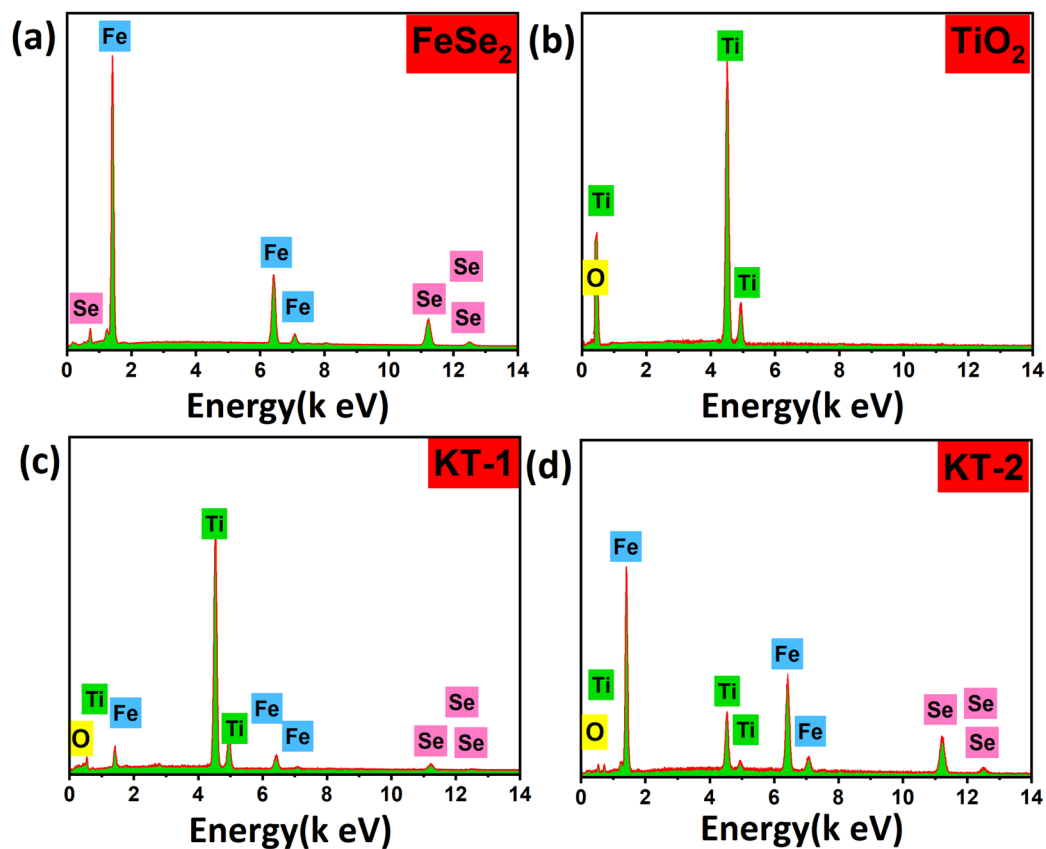 (a)
FeSe₂
Fe
Se
Fe
Fe
Se
Se
Se
0 2 4 6 8 10 12 14
Energy(k eV)
(b)
TiO₂
Ti
Ti
O
Ti
0 2 4 6 8 10 12 14
Energy(k eV)
(c)
KT-1
Ti
Ti
Fe
O
Ti
Fe
Fe
Se
Se
Se
0 2 4 6 8 10 12 14
Energy(k eV)
(d)
KT-2
Fe
Ti
O
Ti
Ti
Fe
Fe
Se
Se
Se
0 2 4 6 8 10 12 14
Energy(k eV)